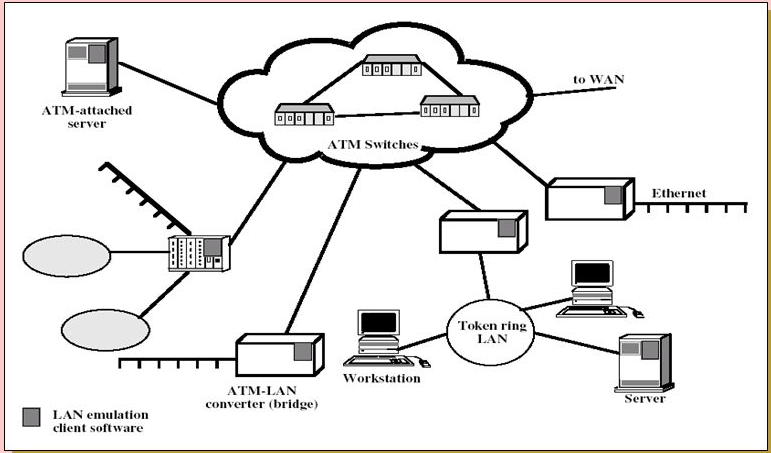 to WAN
ATM-attached
server
ATM Switches
Ethernet
Token ring
LAN
Workstation
ATM-LAN
converter (bridge)
Server
LAN emulation
client software